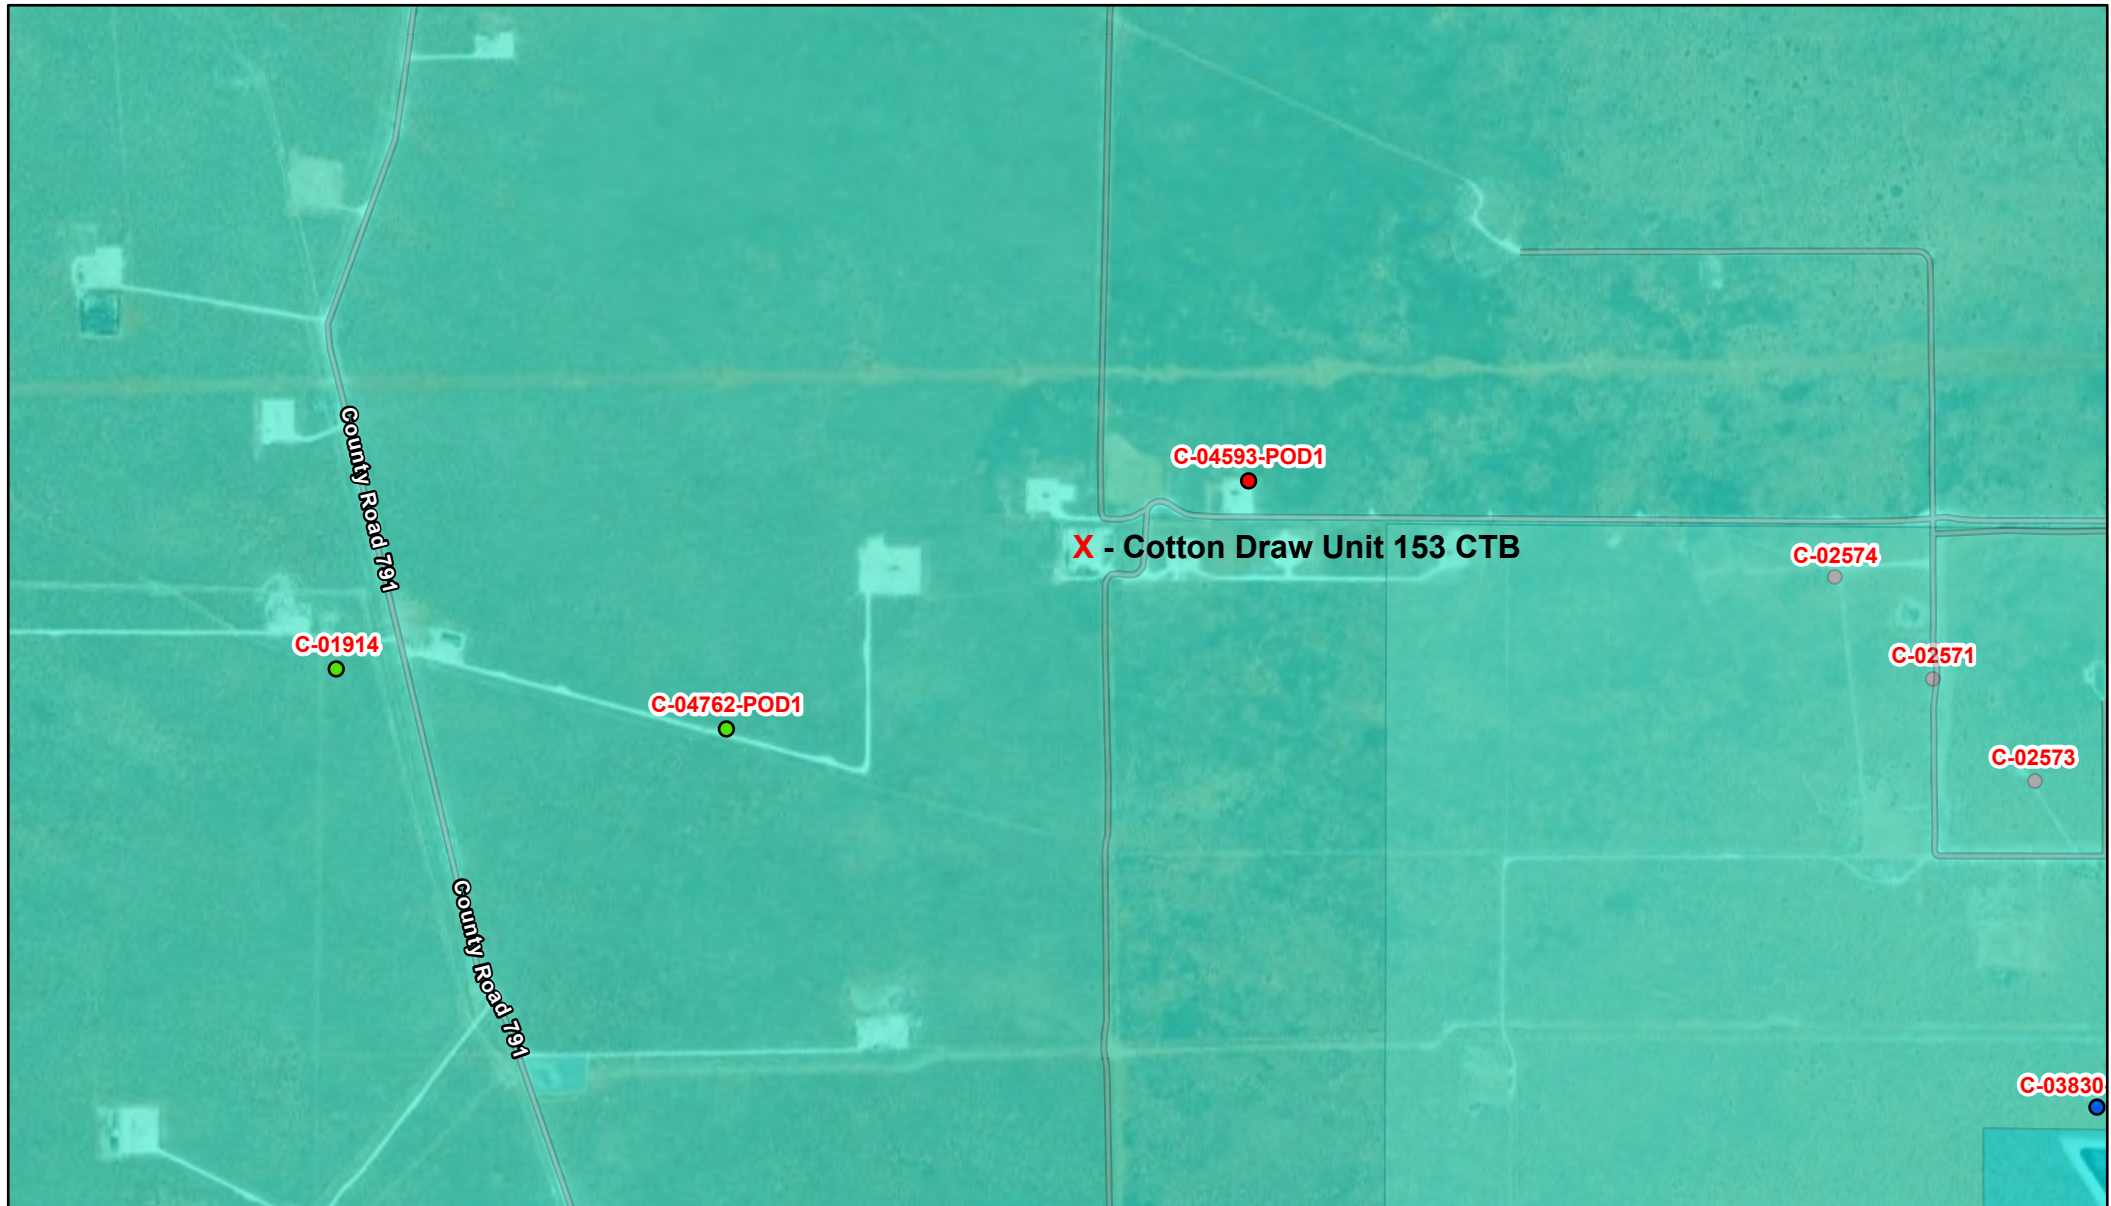 County Road 791
C-04593-POD1
X - Cotton Draw Unit 153 CTB
C-02574
C-01914
C-02571
C-04762-POD1
C-02573
County Road 791
C-03830